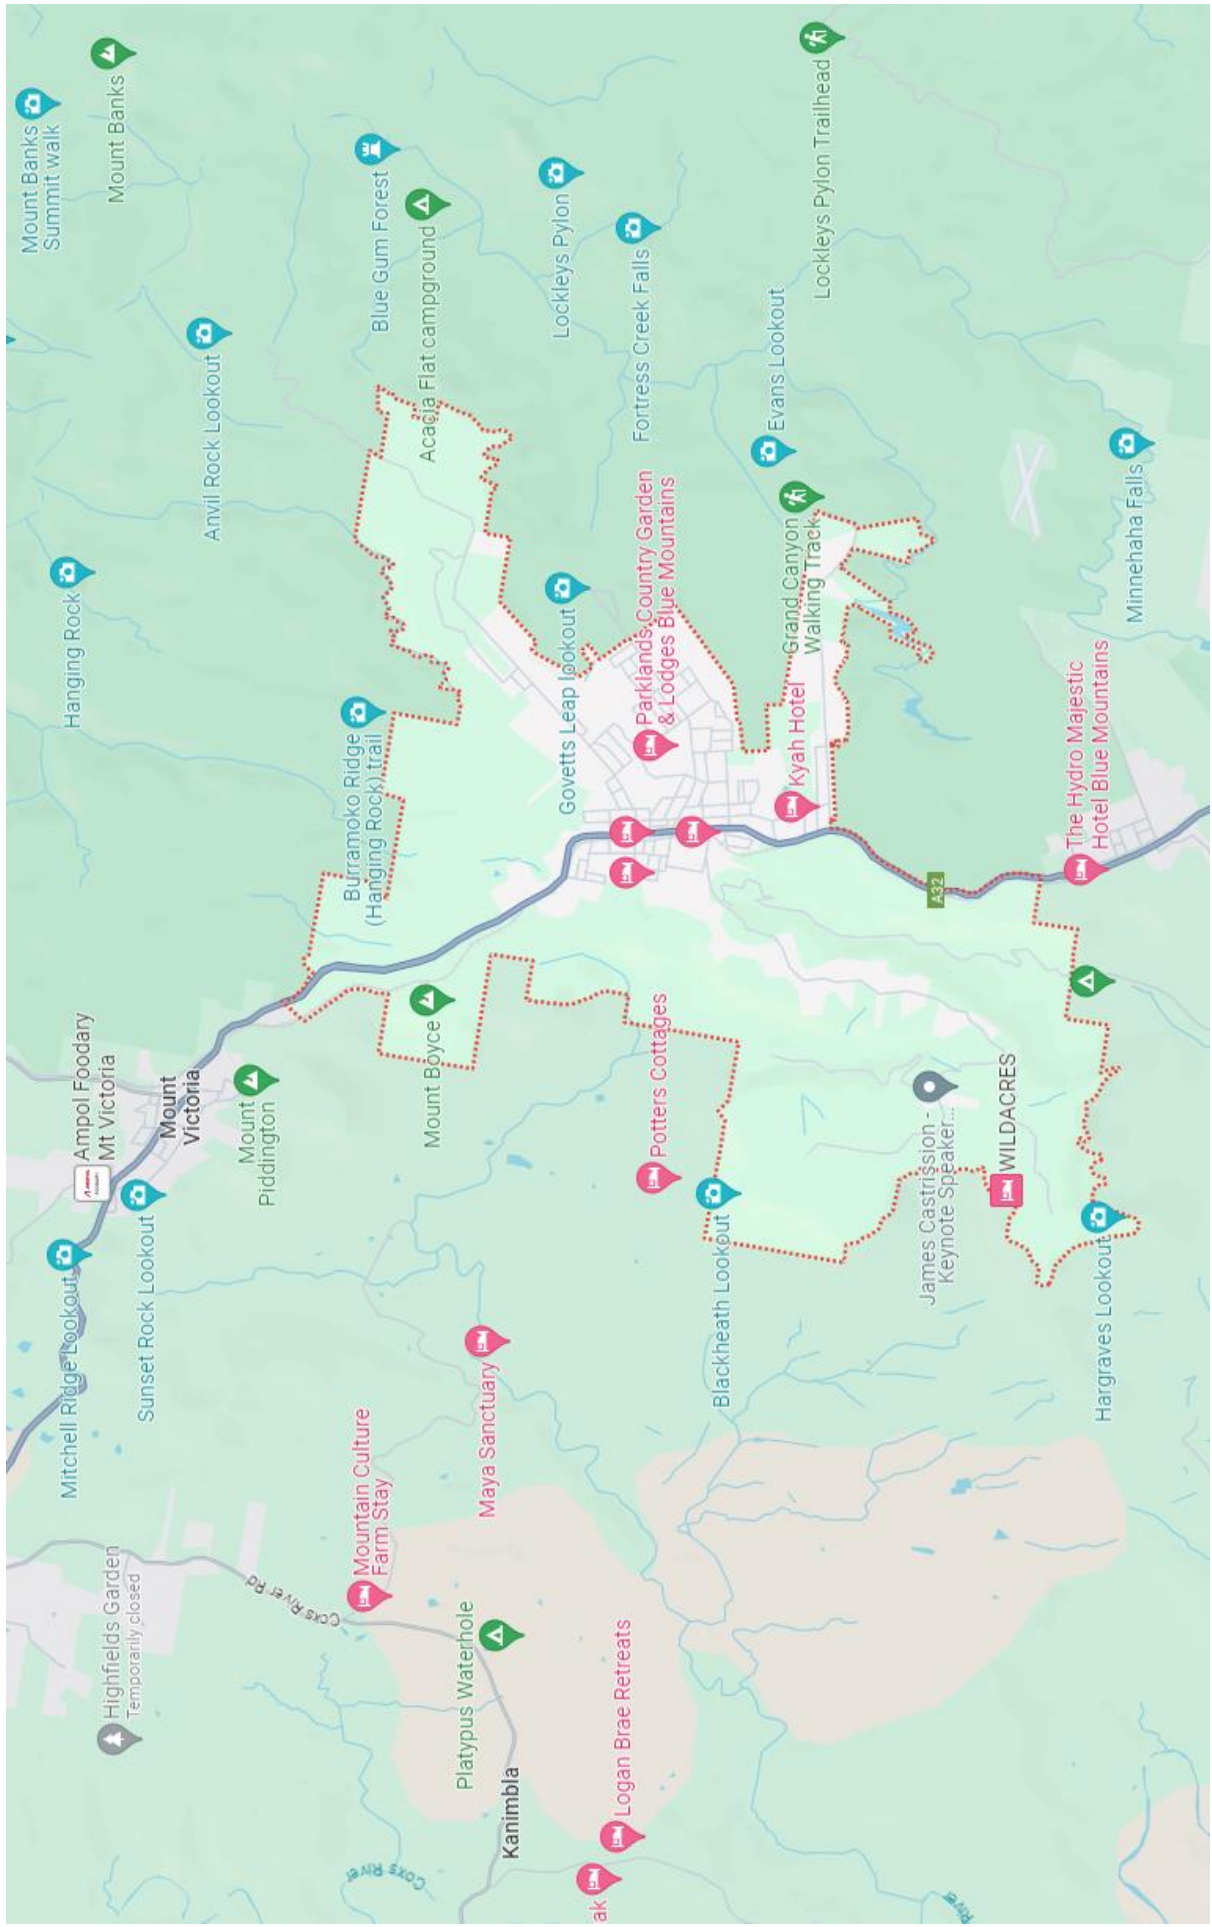 Mount Banks
Summit walk
Mount Banks
Blue Gum Forest
Acacia Flat campground
Lockleys Pylon
Fortress Creek Falls
Lockleys Pylon Trailhead
Evans Lookout
Anvil Rock Lookout
Hanging Rock
Burramoko Ridge
(Hanging Rock) trail
Govetts Leap lookout
Parklands Country Garden
& Lodges Blue Mountains
Grand Canyon
Walking Track
Kyah Hotel
Minnehaha Falls
The Hydro Majestic
Hotel Blue Mountains
A32
Ampol Foodary
Mt Victoria
Mount
Victoria
Mount
Piddington
Mount Boyce
Potters Cottages
James Castrission -
Keynote Speaker...
WILDACRES
Mitchell Ridge Lookout
Sunset Rock Lookout
Blackheath Lookout
Hargraves Lookout
Maya Sanctuary
Mountain Culture
Farm Stay
Highfields Garden
Temporarily closed
Coxs River Rd
Platypus Waterhole
Kanimbla
Logan Brae Retreats
Coxs River
ak
River